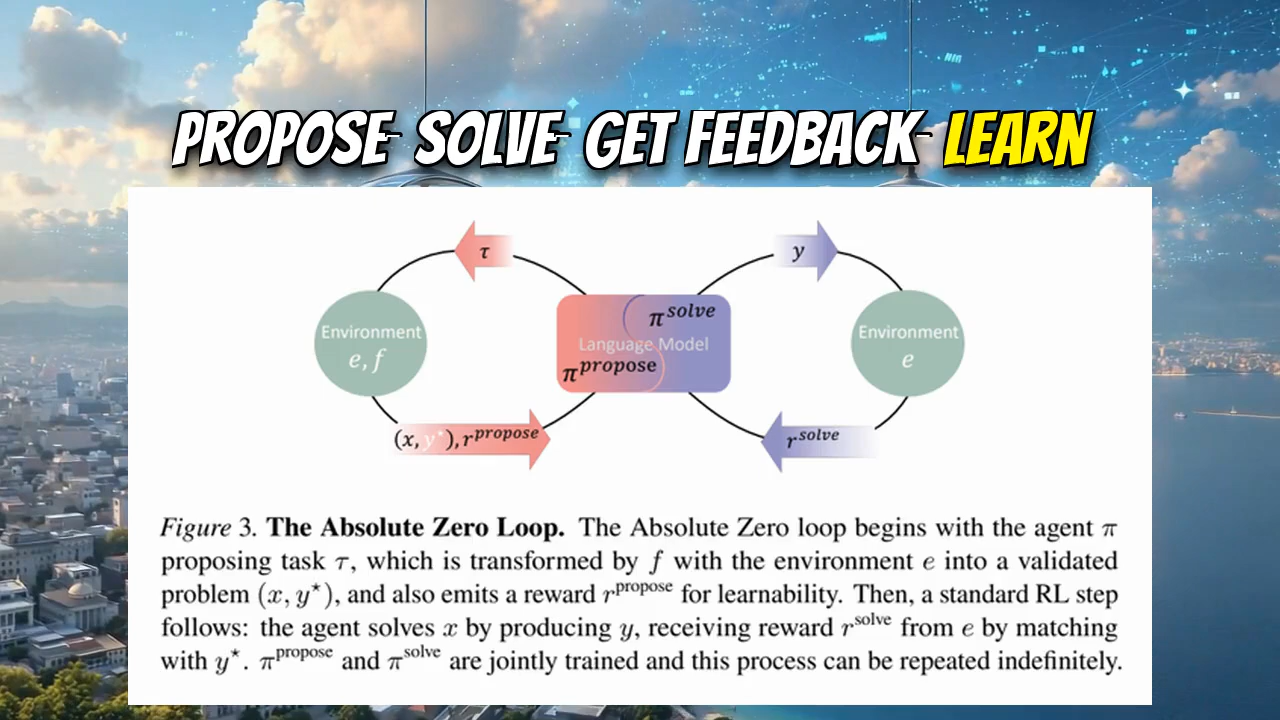 PROPOSE- SOLVE- GET FEEDBACK- LEARN
τ
y
Environment
e, f
π^solve
Language Model
π^propose
Environment
e
(x, y*), r^propose
r^solve
Figure 3. The Absolute Zero Loop. The Absolute Zero loop begins with the agent π
proposing task τ, which is transformed by f with the environment e into a validated
problem (x, y*), and also emits a reward r^propose for learnability. Then, a standard RL step
follows: the agent solves x by producing y, receiving reward r^solve from e by matching
with y*. π^propose and π^solve are jointly trained and this process can be repeated indefinitely.